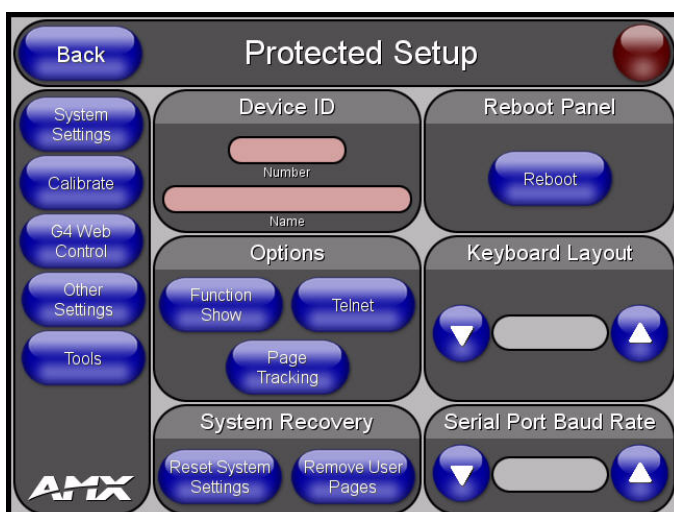 Back
Protected Setup
System
Settings
Calibrate
G4 Web
Control
Other
Settings
Tools
AMX
Device ID
Number
Name
Reboot Panel
Reboot
Options
Function
Show
Telnet
Page
Tracking
Keyboard Layout
System Recovery
Reset System
Settings
Remove User
Pages
Serial Port Baud Rate